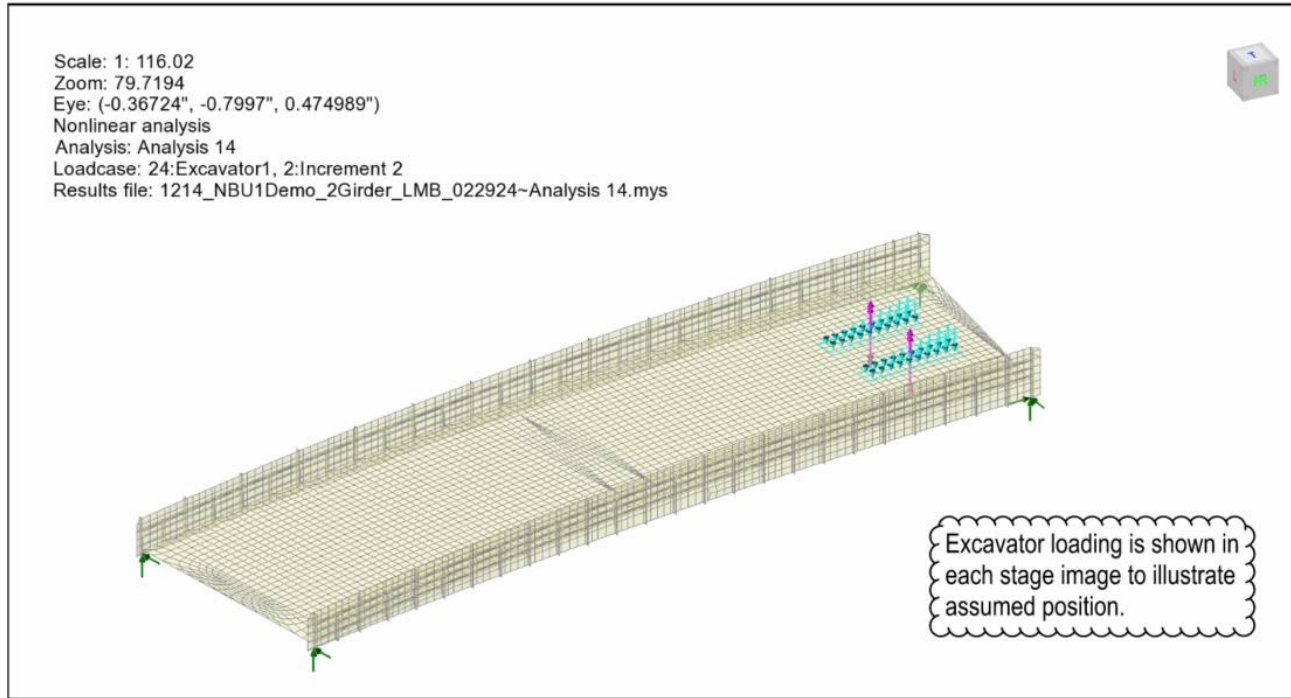 Scale: 1: 116.02
Zoom: 79.7194
Eye: (-0.36724", -0.7997", 0.474989")
Nonlinear analysis
Analysis: Analysis 14
Loadcase: 24:Excavator1, 2:Increment 2
Results file: 1214_NBU1Demo_2Girder_LMB_022924~Analysis 14.mys
Excavator loading is shown in
each stage image to illustrate
assumed position.